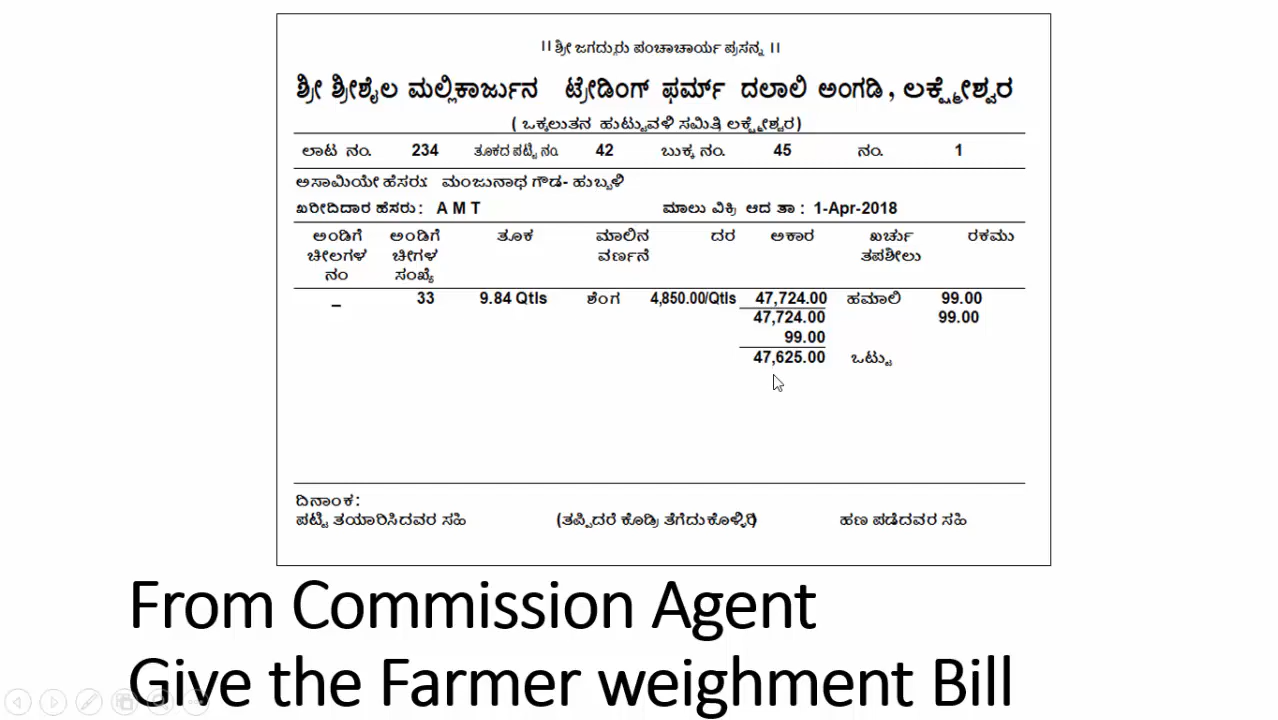 || ಶ್ರೀ ಜಗದ್ಗುರು ಪಂಚಾಚಾರ್ಯ ಪ್ರಸನ್ನ ||
ಶ್ರೀ ಶ್ರೀಶೈಲ ಮಲ್ಲಿಕಾರ್ಜುನ ಟ್ರೇಡಿಂಗ್ ಫರ್ಮ್ ದಲಾಲಿ ಅಂಗಡಿ, ಲಕ್ಷ್ಮೇಶ್ವರ
( ಒಕ್ಕಲುತನ ಹುಟ್ಟುವಳಿ ಸಮಿತ್ರಿ ಲಕ್ಷ್ಮೇಶ್ವರ)
ಲಾಟ ನಂ. 234 ತೂಕದ ಪಟ್ಟಿ ನಂ. 42 ಬುಕ್ಕ ನಂ. 45 ನಂ. 1
ಅಸಾಮಿಯೇ ಹೆಸರು: ಮಂಜುನಾಥ ಗೌಡ- ಹುಬ್ಬಳಿ
ಖರೀದಿದಾರ ಹೆಸರು : A M T ಮಾಲು ವಿಕ್ರಿ ಆದ ತಾ : 1-Apr-2018
ಅಂಡಿಗೆ ಅಂಡಿಗೆ ತೂಕ ಮಾಲಿನ ದರ ಅಕಾರ ಖರ್ಚು ರಕಮು
ಚೀಲಗಳ ಚೀಗಳ ವರ್ಣನೆ ತಪಶೀಲು
ನಂ ಸಂಖ್ಯೆ
_ 33 9.84 Qtls ಶೆಂಗ 4,850.00/Qtls 47,724.00 ಹಮಾಲಿ 99.00
47,724.00 99.00
99.00
47,625.00 ಒಟ್ಟು
ದಿನಾಂಕ:
ಪಟ್ಟಿ ತಯಾರಿಸಿದವರ ಸಹಿ (ತಪ್ಪಿದರೆ ಕೊಡ್ರಿ ತೆಗೆದುಕೊಳ್ಳಿರಿ) ಹಣ ಪಡೆದವರ ಸಹಿ
From Commission Agent
Give the Farmer weighment Bill